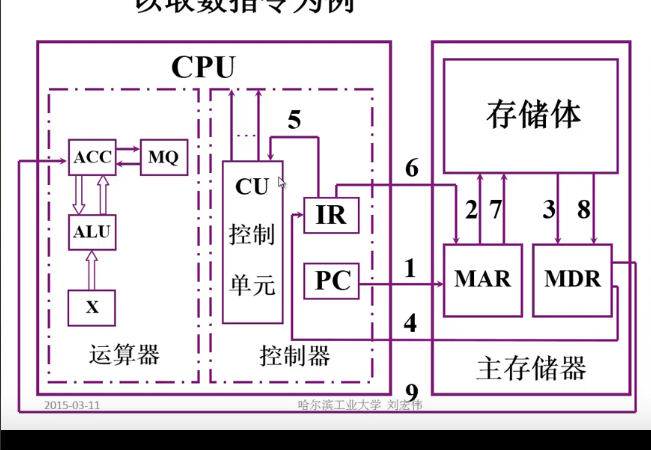 以取数指令为例
CPU
5
存储体
ACC
MQ
CU
控制
单元
6
IR
2
7
3
8
ALU
PC
1
MAR
MDR
X
4
运算器
控制器
主存储器
9
2015-03-11
哈尔滨工业大学 刘宏伟